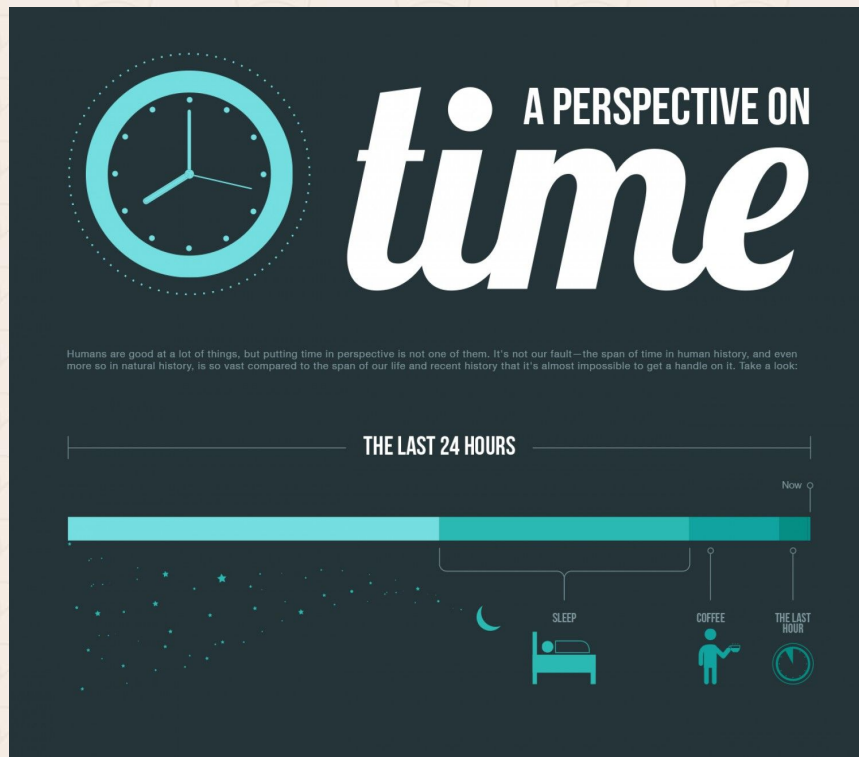 A PERSPECTIVE ON
time
Humans are good at a lot of things, but putting time in perspective is not one of them. It's not our fault—the span of time in human history, and even
more so in natural history, is so vast compared to the span of our life and recent history that it's almost impossible to get a handle on it. Take a look:
THE LAST 24 HOURS
Now
SLEEP
COFFEE
THE LAST
HOUR